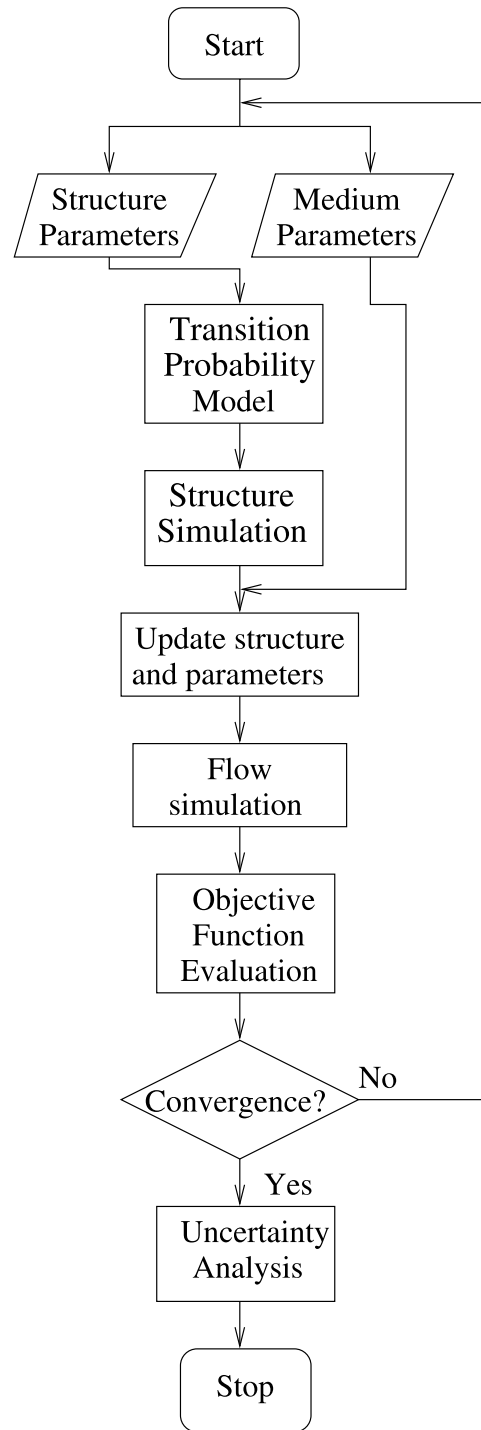 Start
Structure
Parameters
Medium
Parameters
Transition
Probability
Model
Structure
Simulation
Update structure
and parameters
Flow
simulation
Objective
Function
Evaluation
Convergence?
No
Yes
Uncertainty
Analysis
Stop